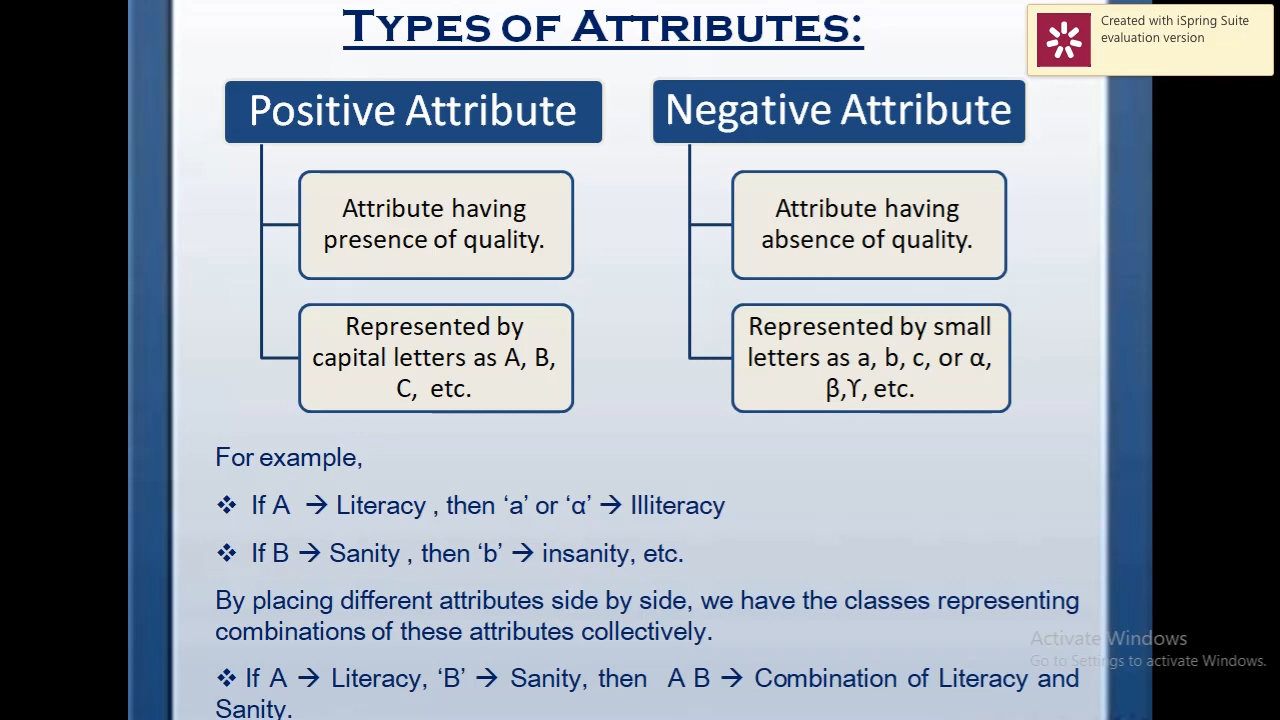 TYPES OF ATTRIBUTES:
Created with iSpring Suite
evaluation version
Positive Attribute
Attribute having
presence of quality.
Represented by
capital letters as A, B,
C, etc.
Negative Attribute
Attribute having
absence of quality.
Represented by small
letters as a, b, c, or α,
β,ϒ, etc.
For example,
❖ If A → Literacy , then ‘a’ or ‘α’ → Illiteracy
❖ If B → Sanity , then ‘b’ → insanity, etc.
By placing different attributes side by side, we have the classes representing
combinations of these attributes collectively.
❖ If A → Literacy, ‘B’ → Sanity, then A B → Combination of Literacy and
Sanity.
Activate Windows
Go to Settings to activate Windows.